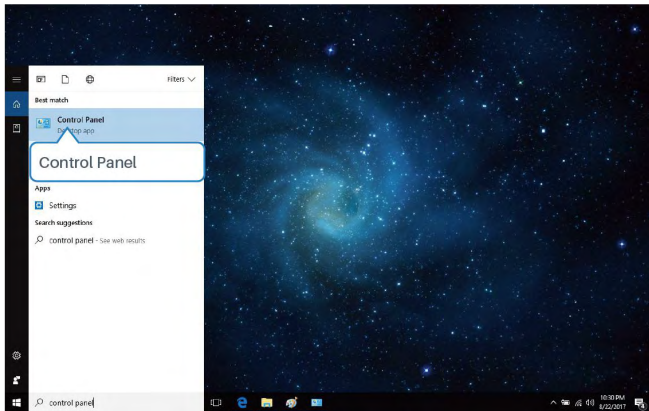 Filters
Best match
Control Panel
Desktop app
Control Panel
Apps
Settings
Search suggestions
control panel - See web results
control panel
10:30 PM
8/22/2017